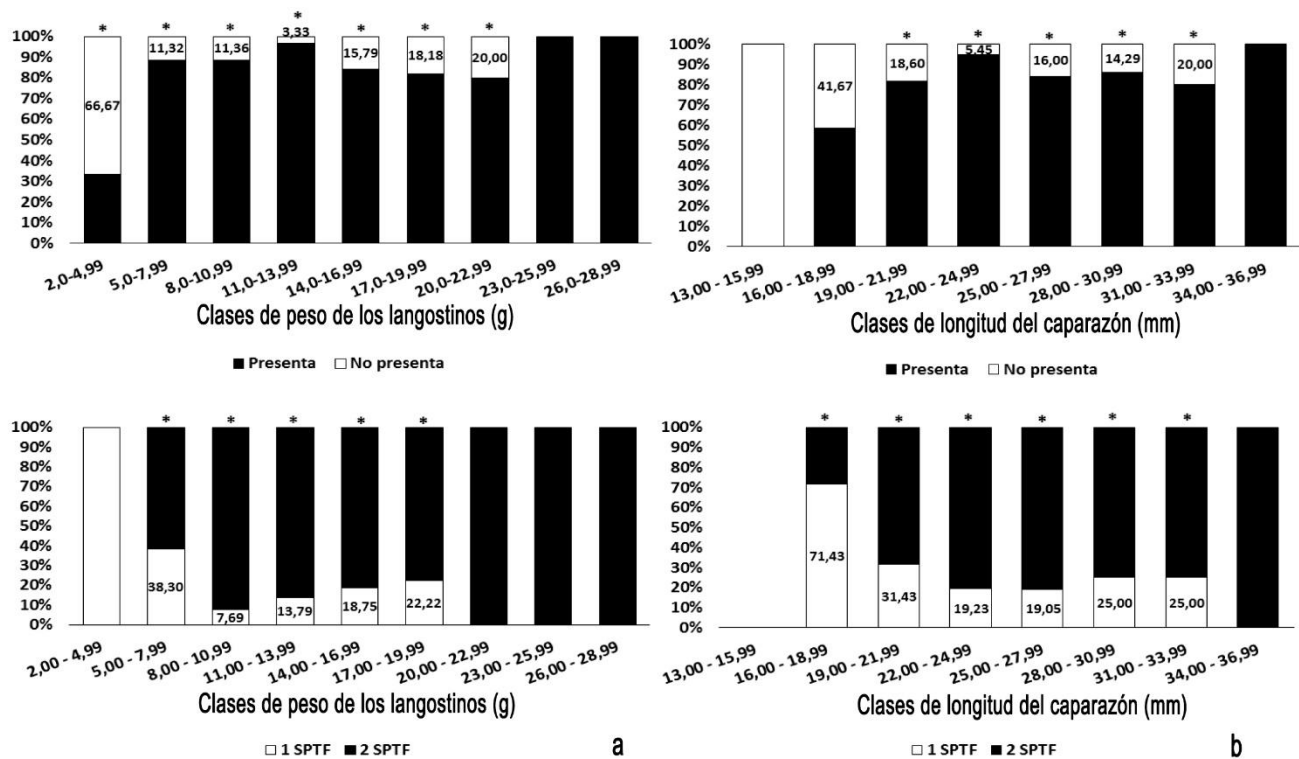 * * * * * * *
100%
90%
80%
70%
60%
50%
40%
30%
20%
10%
0%
66,67
11,32
11,36
3,33
15,79
18,18
20,00
2,0-4,99
5,0-7,99
8,0-10,99
11,0-13,99
14,0-16,99
17,0-19,99
20,0-22,99
23,0-25,99
26,0-28,99
Clases de peso de los langostinos (g)
Presenta No presenta
* * * * *
100%
90%
80%
70%
60%
50%
40%
30%
20%
10%
0%
41,67
18,60
5,45
16,00
14,29
20,00
13,00 - 15,99
16,00 - 18,99
19,00 - 21,99
22,00 - 24,99
25,00 - 27,99
28,00 - 30,99
31,00 - 33,99
34,00 - 36,99
Clases de longitud del caparazón (mm)
Presenta No presenta
* * * * *
100%
90%
80%
70%
60%
50%
40%
30%
20%
10%
0%
38,30
7,69
13,79
18,75
22,22
2,00 - 4,99
5,00 - 7,99
8,00 - 10,99
11,00 - 13,99
14,00 - 16,99
17,00 - 19,99
20,00 - 22,99
23,00 - 25,99
26,00 - 28,99
Clases de peso de los langostinos (g)
1 SPTF 2 SPTF
a
* * * * * *
100%
90%
80%
70%
60%
50%
40%
30%
20%
10%
0%
71,43
31,43
19,23
19,05
25,00
25,00
13,00 - 15,99
16,00 - 18,99
19,00 - 21,99
22,00 - 24,99
25,00 - 27,99
28,00 - 30,99
31,00 - 33,99
34,00 - 36,99
Clases de longitud del caparazón (mm)
1 SPTF 2 SPTF
b